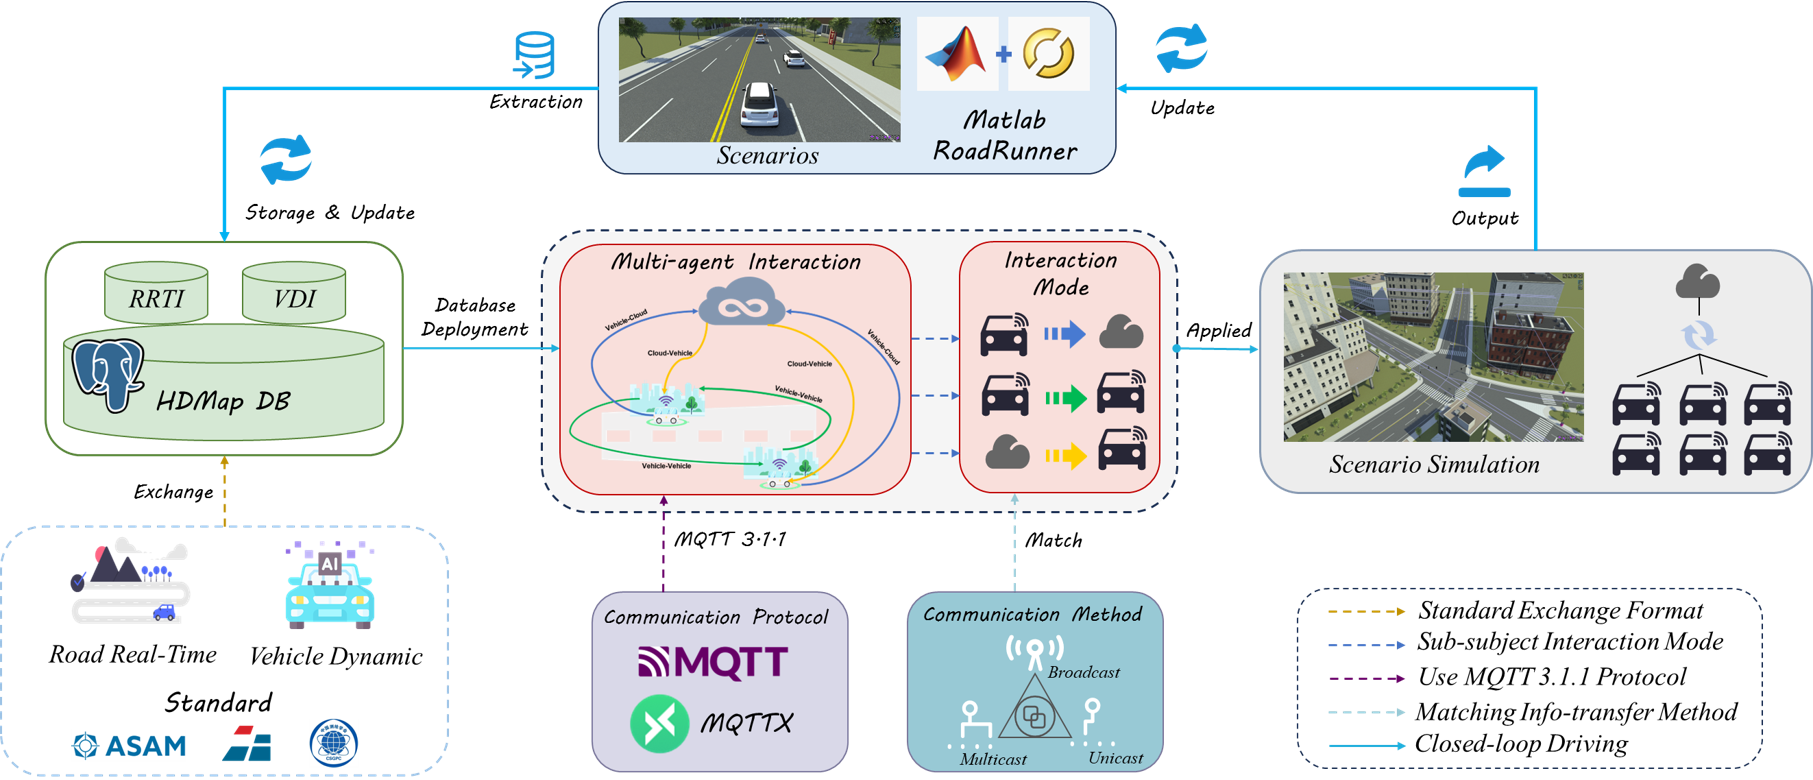 Scenarios
Matlab
RoadRunner
Extraction
Update
Storage & Update
Output
RRTI
VDI
HDMap DB
Database
Deployment
Multi-agent Interaction
Vehicle-Cloud
Vehicle-Cloud
Cloud-Vehicle
Cloud-Vehicle
Vehicle-Vehicle
Vehicle-Vehicle
Interaction
Mode
Applied
Scenario Simulation
Exchange
MQTT 3.1.1
Match
AI
Road Real-Time
Vehicle Dynamic
Standard
ASAM
CSGPC
Communication Protocol
MQTT
MQTTX
Communication Method
Broadcast
Multicast
Unicast
Standard Exchange Format
Sub-subject Interaction Mode
Use MQTT 3.1.1 Protocol
Matching Info-transfer Method
Closed-loop Driving